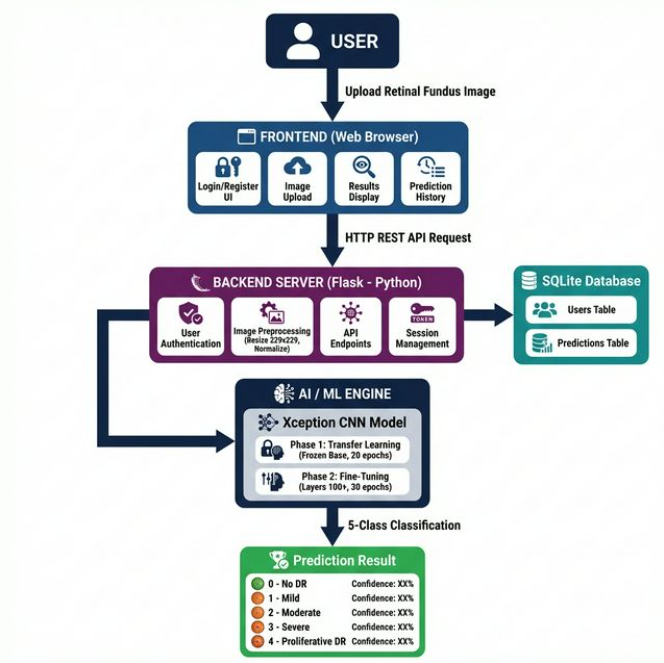 USER
Upload Retinal Fundus Image
FRONTEND (Web Browser)
Login/Register
UI
Image
Upload
Results
Display
Prediction
History
HTTP REST API Request
BACKEND SERVER (Flask - Python)
User
Authentication
Image Preprocessing
(Resize 229x229,
Normalize)
API
Endpoints
TOKEN
Session
Management
SQLite Database
Users Table
Predictions Table
AI / ML ENGINE
Xception CNN Model
Phase 1: Transfer Learning
(Frozen Base, 20 epochs)
Phase 2: Fine-Tuning
(Layers 100+, 30 epochs)
5-Class Classification
Prediction Result
0 - No DR Confidence: XX%
1 - Mild Confidence: XX%
2 - Moderate Confidence: XX%
3 - Severe Confidence: XX%
4 - Proliferative DR Confidence: XX%